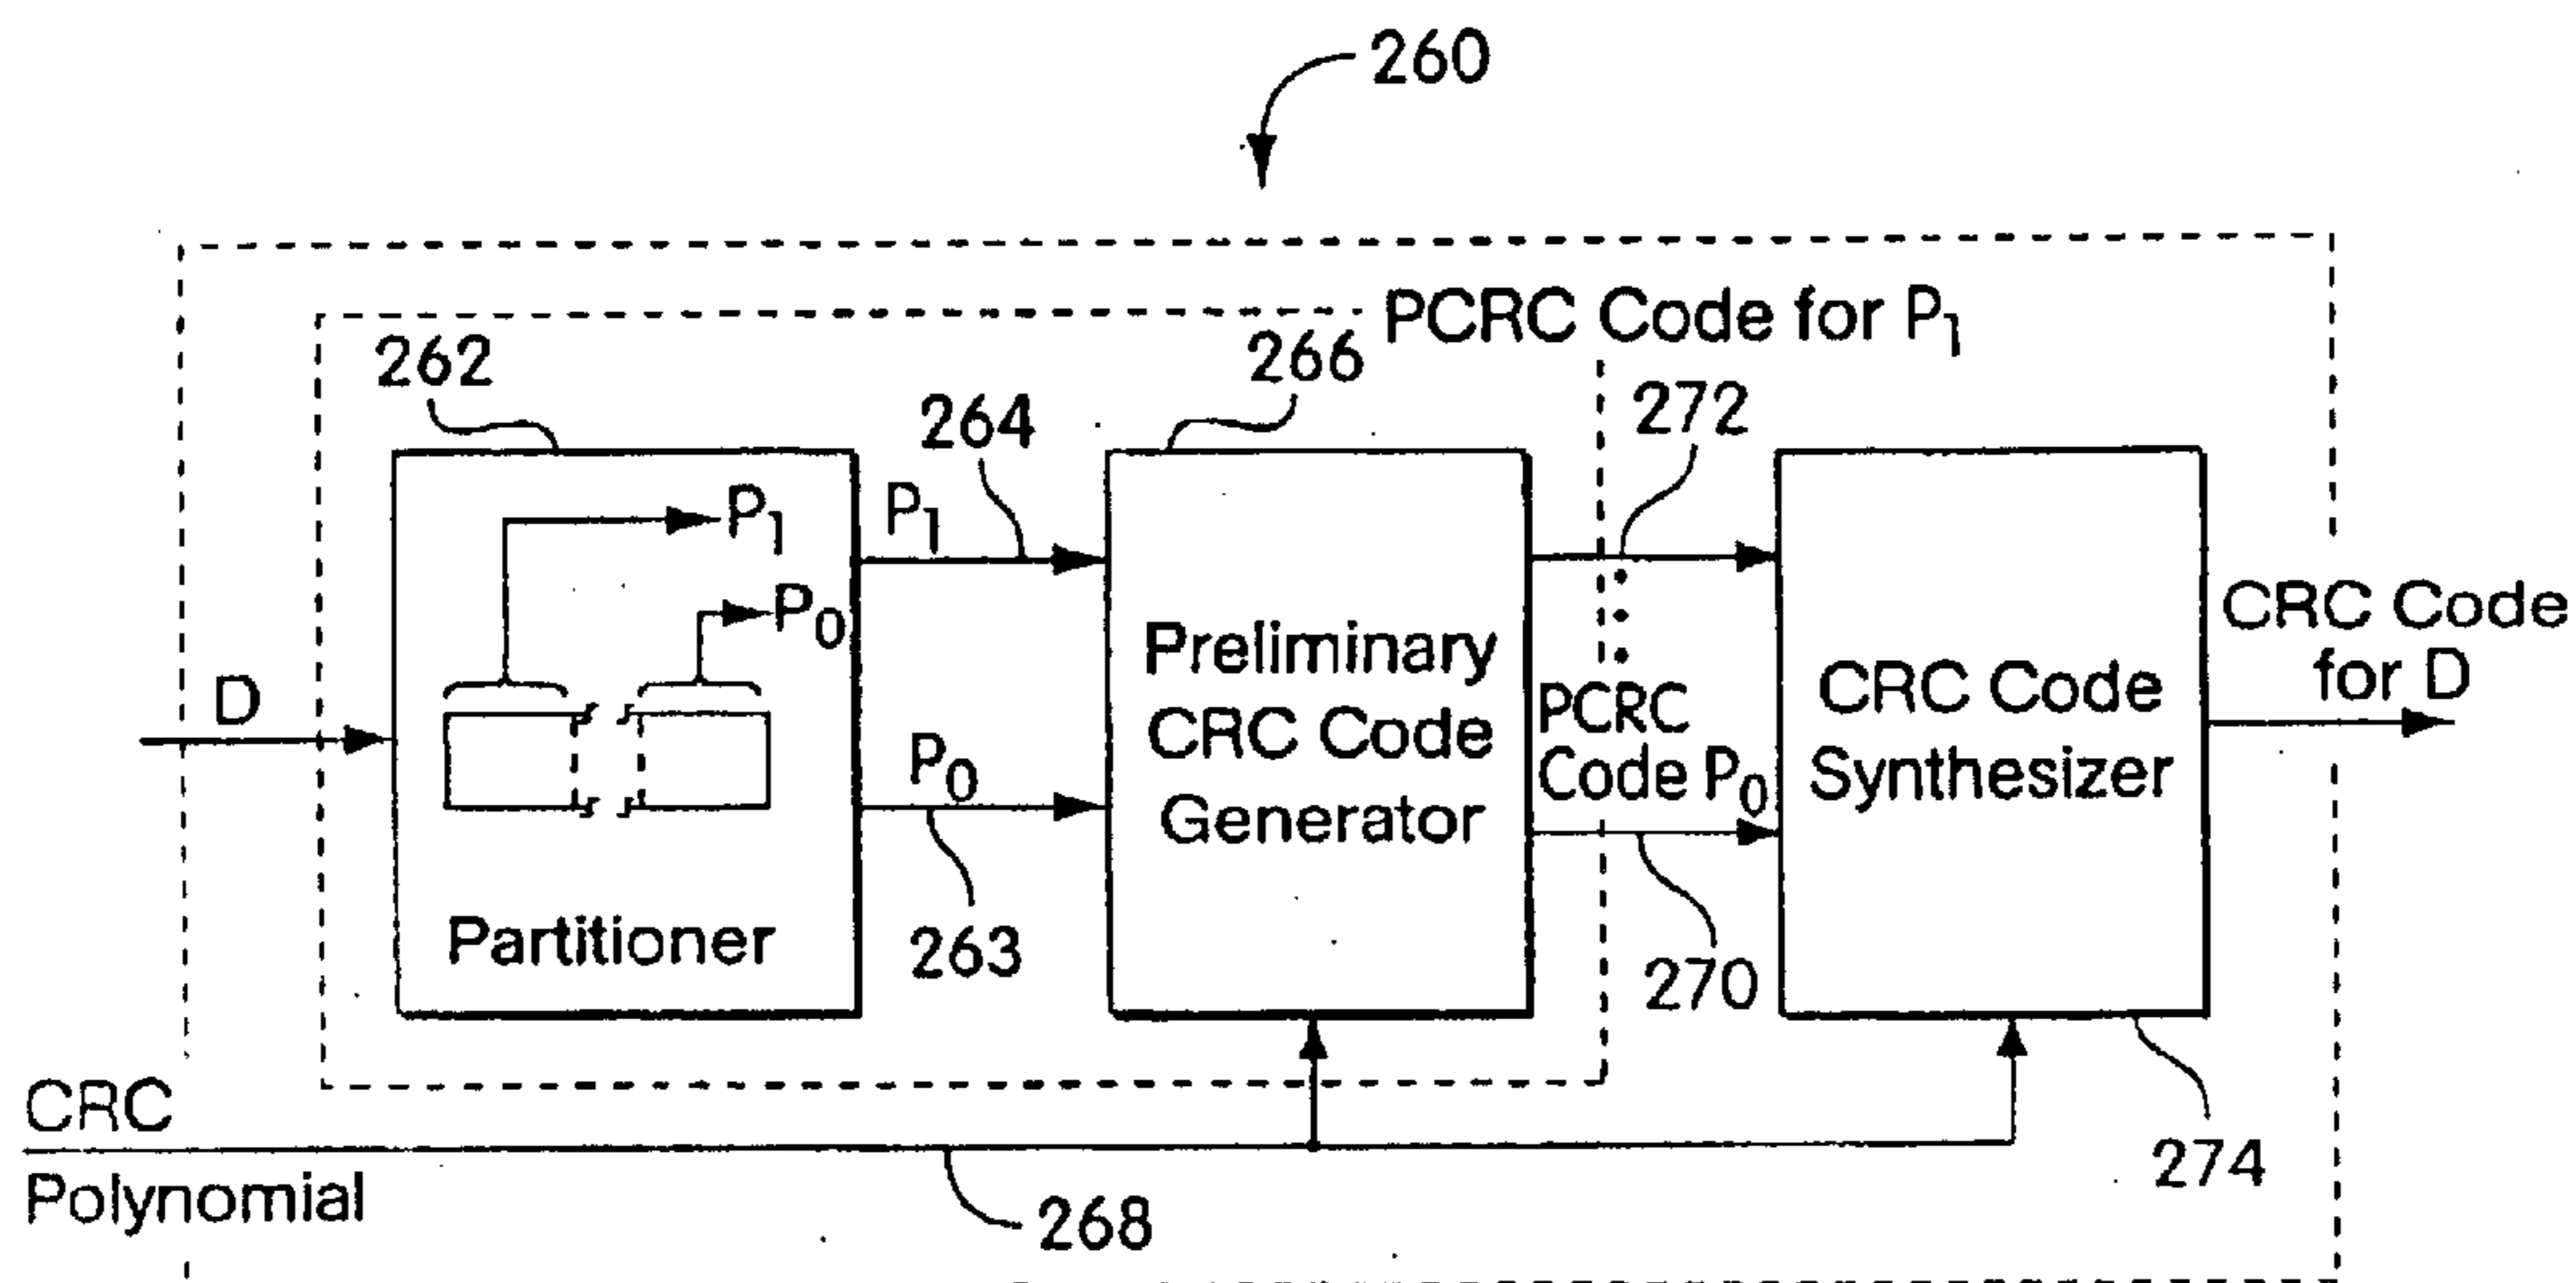 260
PCRC Code for P1
262
264
266
272
P1
P1
P0
P0
D
Preliminary
CRC Code
Generator
PCRC
Code P0
CRC Code
Synthesizer
CRC Code
for D
Partitioner
263
270
CRC
Polynomial
268
274